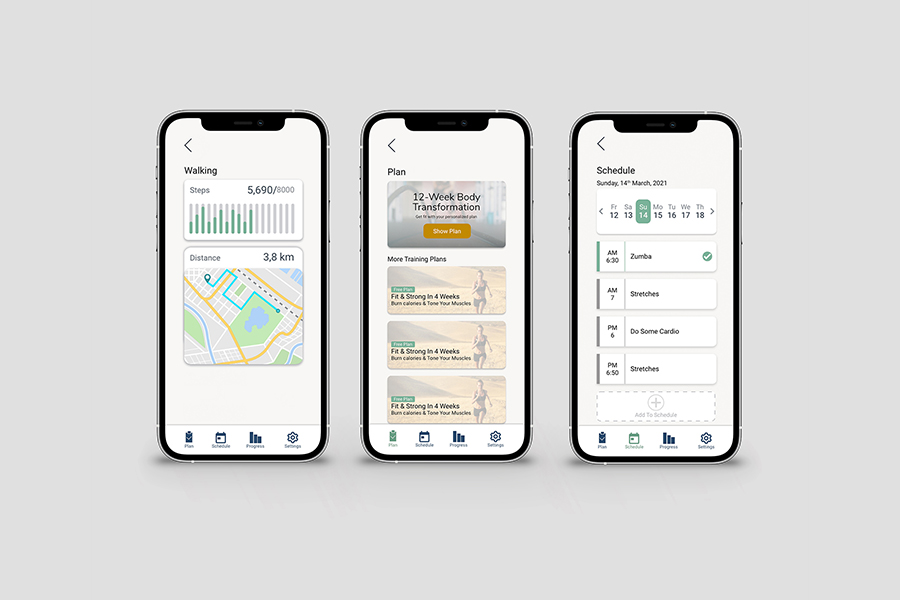 Walking
Steps 5,690/8000
Distance 3,8 km
Plan Schedule Progress Settings
Plan
12-Week Body
Transformation
Get fit with your personalized plan
Show Plan
More Training Plans
Free Plan
Fit & Strong In 4 Weeks
Burn calories & Tone Your Muscles
Free Plan
Fit & Strong In 4 Weeks
Burn calories & Tone Your Muscles
Free Plan
Fit & Strong In 4 Weeks
Burn calories & Tone Your Muscles
Plan Schedule Progress Settings
Schedule
Sunday, 14th March, 2021
Fr Sa Su Mo Tu We Th
12 13 14 15 16 17 18
AM
6:30 Zumba
AM
7 Stretches
PM
6 Do Some Cardio
PM
6:50 Stretches
Add To Schedule
Plan Schedule Progress Settings